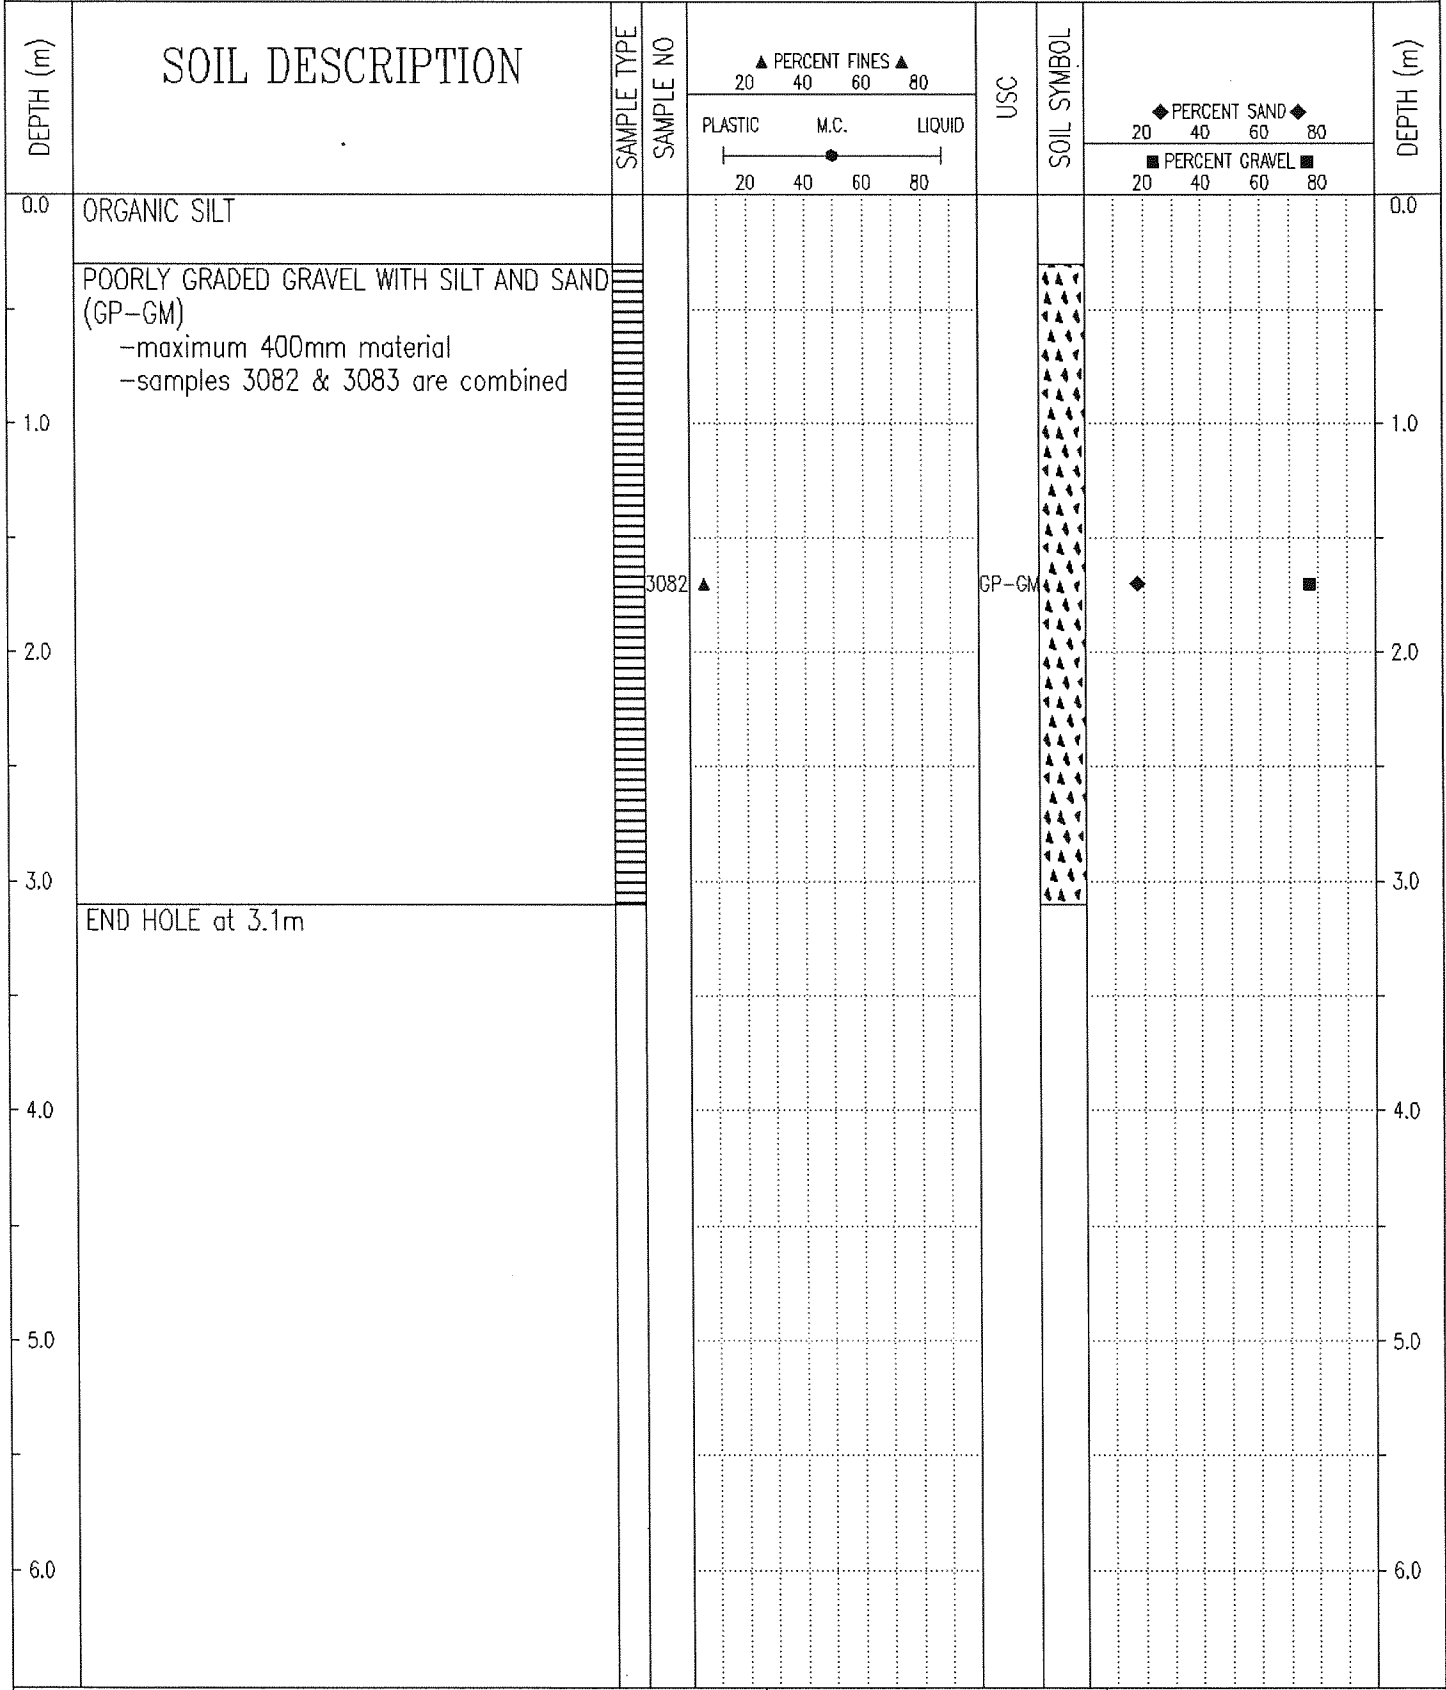 DEPTH (m)
SOIL DESCRIPTION
SAMPLE TYPE
SAMPLE NO
▲ PERCENT FINES ▲
20 40 60 80
PLASTIC M.C. LIQUID
20 40 60 80
USC
SOIL SYMBOL
◆ PERCENT SAND ◆
20 40 60 80
■ PERCENT GRAVEL ■
20 40 60 80
DEPTH (m)
0.0 ORGANIC SILT 0.0
POORLY GRADED GRAVEL WITH SILT AND SAND
(GP-GM)
-maximum 400mm material
-samples 3082 & 3083 are combined
1.0 1.0
3082 GP-GM
2.0 2.0
3.0 3.0
END HOLE at 3.1m
4.0 4.0
5.0 5.0
6.0 6.0